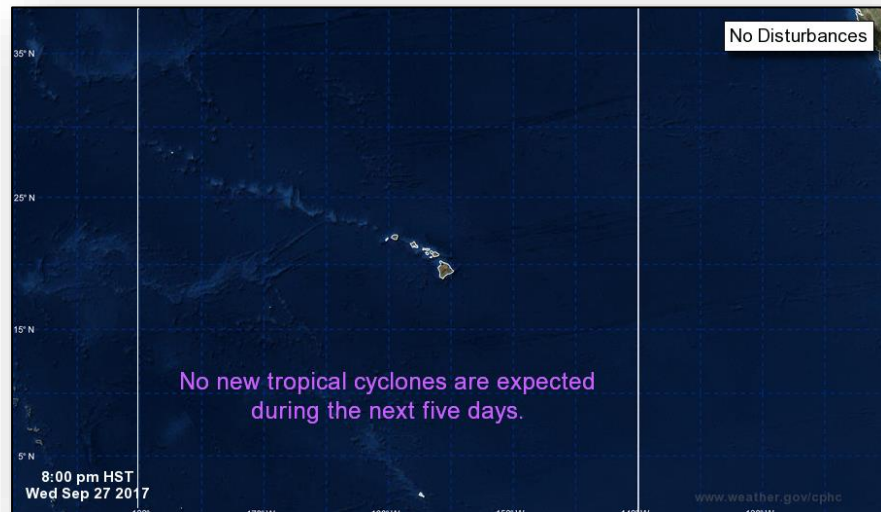 No Disturbances
35° N
25° N
15° N
No new tropical cyclones are expected
during the next five days.
5° N
8:00 pm HST
Wed Sep 27 2017
www.weather.gov/cphc